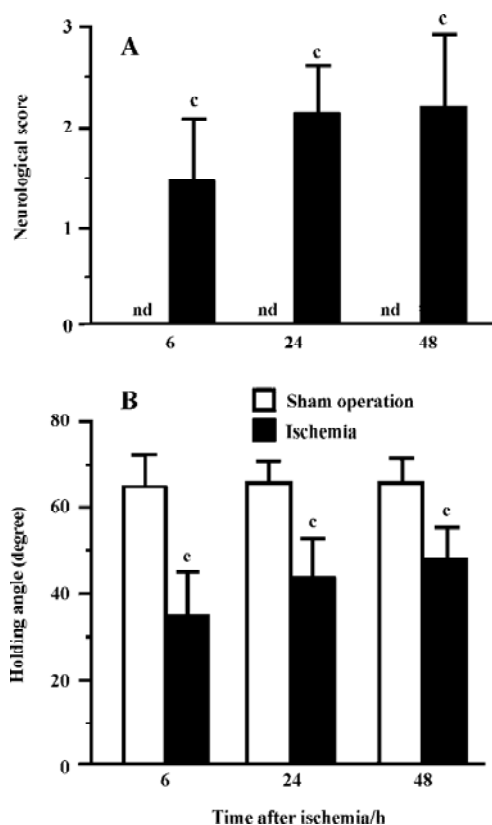 3
A
c
c
c
2
Neurological score
1
nd
nd
nd
0
6
24
48
80
B
Sham operation
Ischemia
60
c
c
c
Holding angle (degree)
40
20
0
6
24
48
Time after ischemia/h